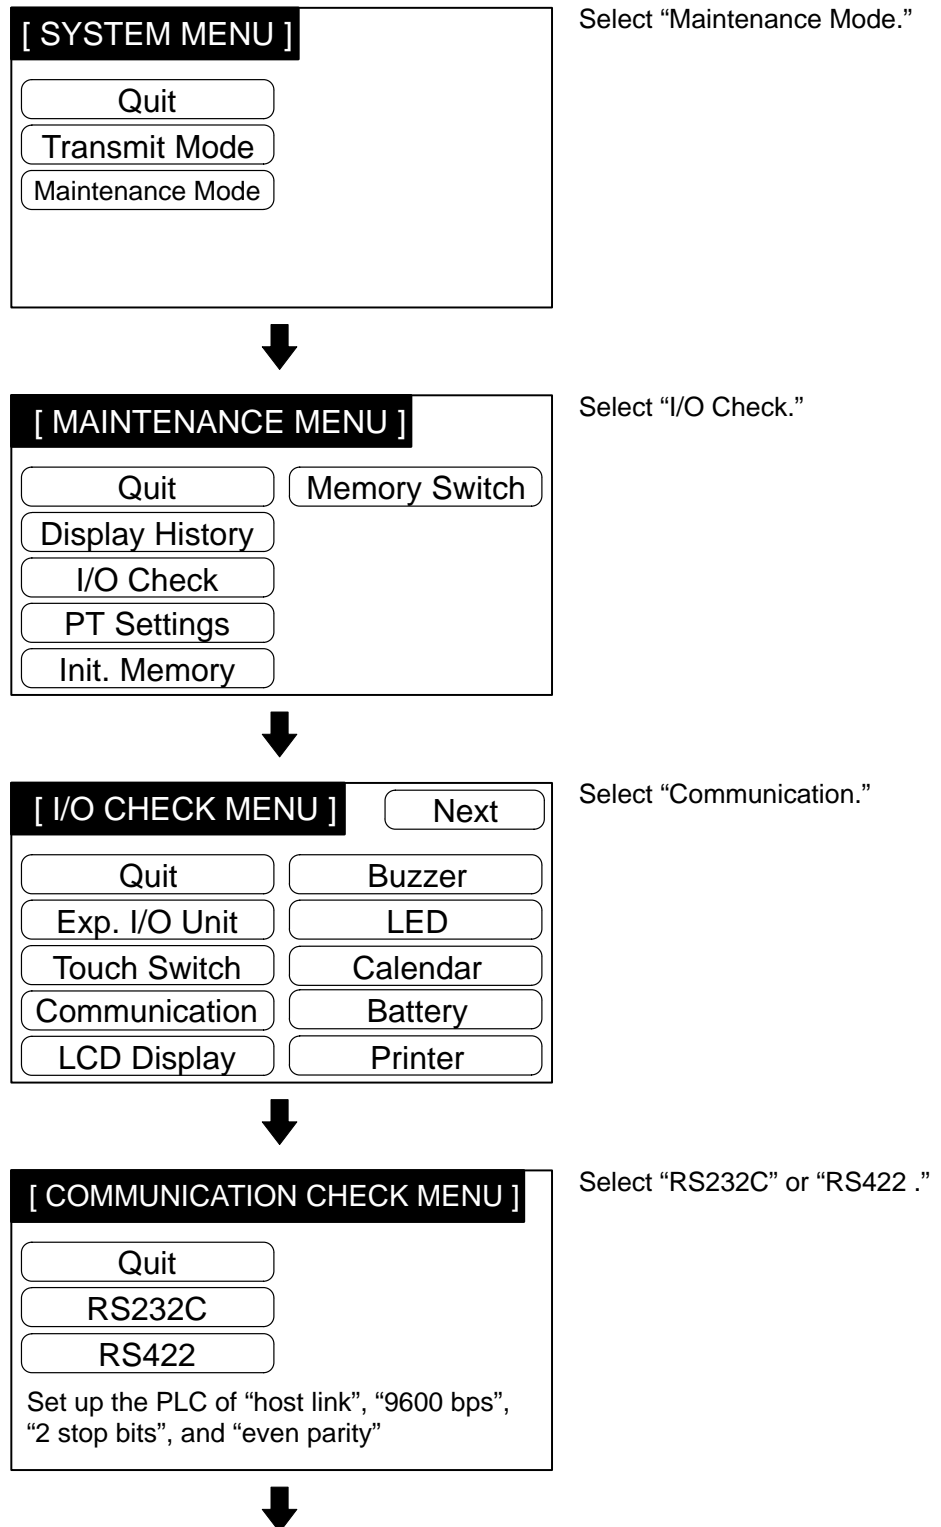 [ SYSTEM MENU ]
Select “Maintenance Mode.”
Quit
Transmit Mode
Maintenance Mode
[ MAINTENANCE MENU ]
Select “I/O Check.”
Quit
Memory Switch
Display History
I/O Check
PT Settings
Init. Memory
[ I/O CHECK MENU ]
Next
Select “Communication.”
Quit
Buzzer
Exp. I/O Unit
LED
Touch Switch
Calendar
Communication
Battery
LCD Display
Printer
[ COMMUNICATION CHECK MENU ]
Select “RS232C” or “RS422 .”
Quit
RS232C
RS422
Set up the PLC of “host link”, “9600 bps”,
“2 stop bits”, and “even parity”